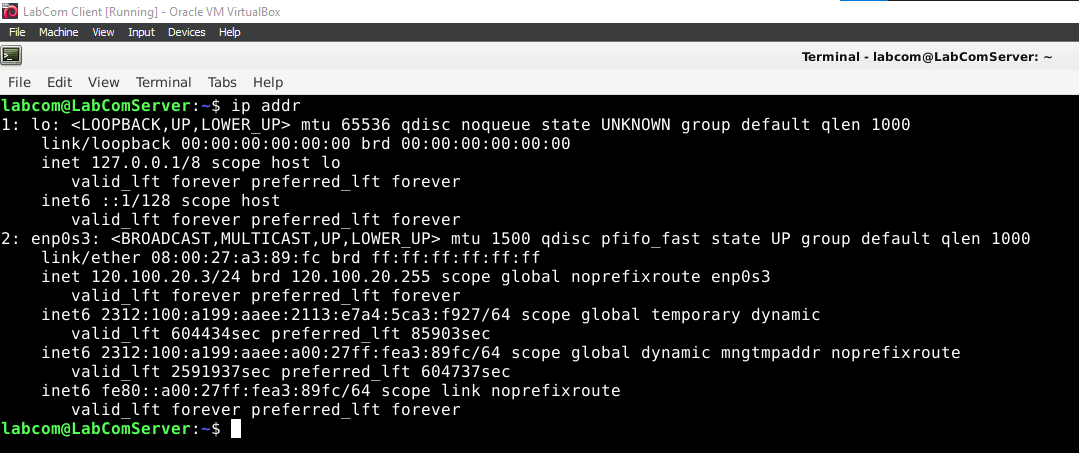 LabCom Client [Running] - Oracle VM VirtualBox
File Machine View Input Devices Help
Terminal - labcom@LabComServer: ~
File Edit View Terminal Tabs Help
labcom@LabComServer:~$ ip addr
1: lo: <LOOPBACK,UP,LOWER_UP> mtu 65536 qdisc noqueue state UNKNOWN group default qlen 1000
    link/loopback 00:00:00:00:00:00 brd 00:00:00:00:00:00
    inet 127.0.0.1/8 scope host lo
       valid_lft forever preferred_lft forever
    inet6 ::1/128 scope host
       valid_lft forever preferred_lft forever
2: enp0s3: <BROADCAST,MULTICAST,UP,LOWER_UP> mtu 1500 qdisc pfifo_fast state UP group default qlen 1000
    link/ether 08:00:27:a3:89:fc brd ff:ff:ff:ff:ff:ff
    inet 120.100.20.3/24 brd 120.100.20.255 scope global noprefixroute enp0s3
       valid_lft forever preferred_lft forever
    inet6 2312:100:a199:aaee:2113:e7a4:5ca3:f927/64 scope global temporary dynamic
       valid_lft 604434sec preferred_lft 85903sec
    inet6 2312:100:a199:aaee:a00:27ff:fea3:89fc/64 scope global dynamic mngtmpaddr noprefixroute
       valid_lft 2591937sec preferred_lft 604737sec
    inet6 fe80::a00:27ff:fea3:89fc/64 scope link noprefixroute
       valid_lft forever preferred_lft forever
labcom@LabComServer:~$